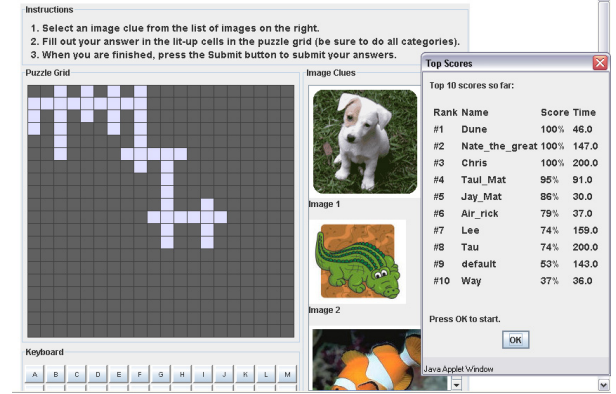 Instructions
1. Select an image clue from the list of images on the right.
2. Fill out your answer in the lit-up cells in the puzzle grid (be sure to do all categories).
3. When you are finished, press the Submit button to submit your answers.
Puzzle Grid
Image Clues
Image 1
Image 2
Keyboard
A B C D E F G H I J K L M
Top Scores
Top 10 scores so far:
Rank Name Score Time
#1 Dune 100% 46.0
#2 Nate_the_great 100% 147.0
#3 Chris 100% 200.0
#4 Taul_Mat 95% 91.0
#5 Jay_Mat 86% 30.0
#6 Air_rick 79% 37.0
#7 Lee 74% 159.0
#8 Tau 74% 200.0
#9 default 53% 143.0
#10 Way 37% 36.0
Press OK to start.
OK
Java Applet Window